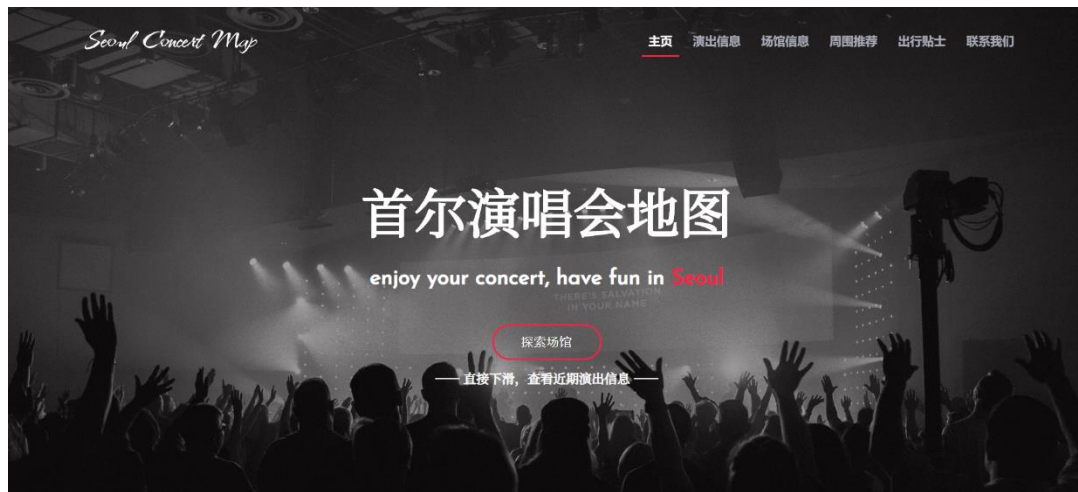 Seoul Concert Map
主页 演出信息 场馆信息 周围推荐 出行贴士 联系我们
首尔演唱会地图
enjoy your concert, have fun in Seoul
THERE'S SALVATION
IN YOUR NAME
探索场馆
—— 直接下滑，查看近期演出信息 ——